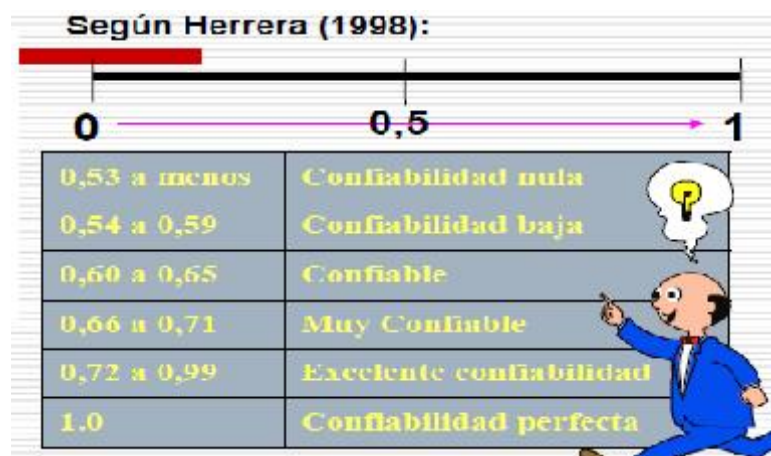 Según Herrera (1998):
0 0,5 1
0,53 a menos Confiabilidad nula
0,54 a 0,59 Confiabilidad baja
0,60 a 0,65 Confiable
0,66 a 0,71 Muy Confiable
0,72 a 0,99 Excelente confiabilidad
1.0 Confiabilidad perfecta